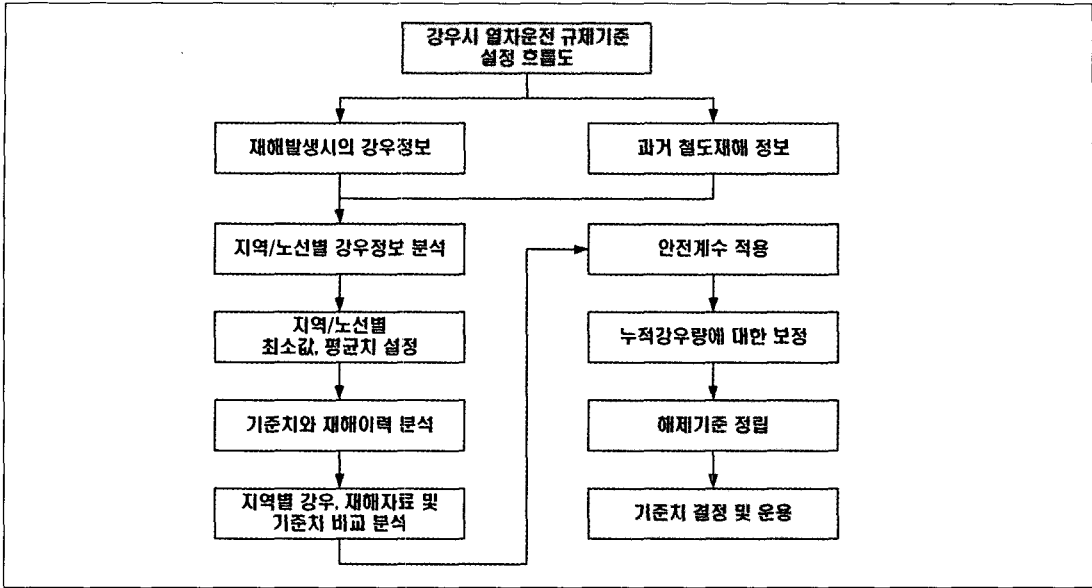 강우시 열차운전 규제기준
설정 흐름도
재해발생시의 강우정보
과거 철도재해 정보
지역/노선별 강우정보 분석
지역/노선별
최소값, 평균치 설정
기준치와 재해이력 분석
지역별 강우, 재해자료 및
기준치 비교 분석
안전계수 적용
누적강우량에 대한 보정
해제기준 정립
기준치 결정 및 운용